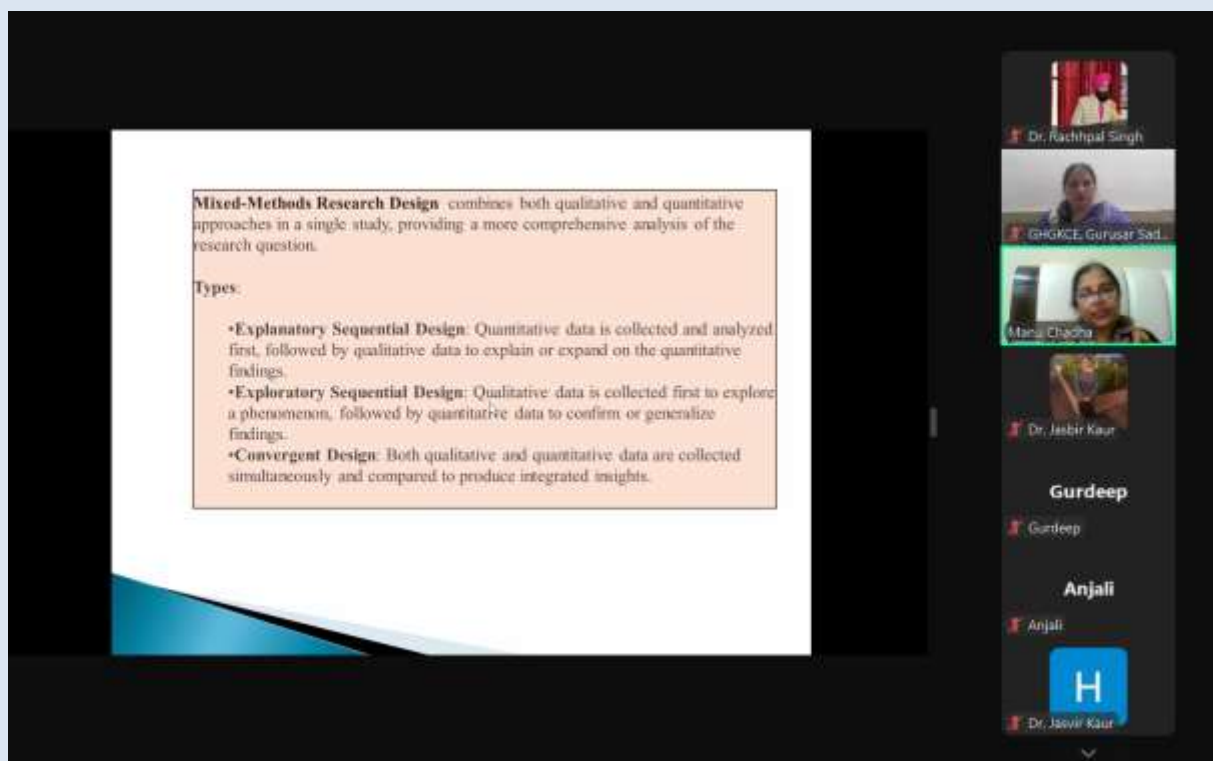 Mixed-Methods Research Design combines both qualitative and quantitative
approaches in a single study, providing a more comprehensive analysis of the
research question.
Types:
•Explanatory Sequential Design: Quantitative data is collected and analyzed
first, followed by qualitative data to explain or expand on the quantitative
findings.
•Exploratory Sequential Design: Qualitative data is collected first to explore
a phenomenon, followed by quantitative data to confirm or generalize
findings.
•Convergent Design: Both qualitative and quantitative data are collected
simultaneously and compared to produce integrated insights.
Dr. Rachhpal Singh
GHGKCE, Gurusar Sad...
Manu Chadha
Dr. Jasbir Kaur
Gurdeep
Gurdeep
Anjali
Anjali
H
Dr. Jasvir Kaur